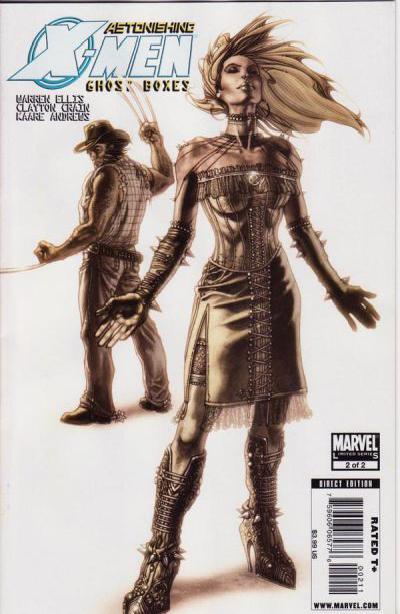 ASTONISHING
X-MEN
GHOST BOXES
WARREN ELLIS
CLAYTON CRAIN
KAARE ANDREWS
MARVEL
LIMITED SERIES
2 of 2
DIRECT EDITION
RATED T+
$3.99 US
00211
WWW.MARVEL.COM